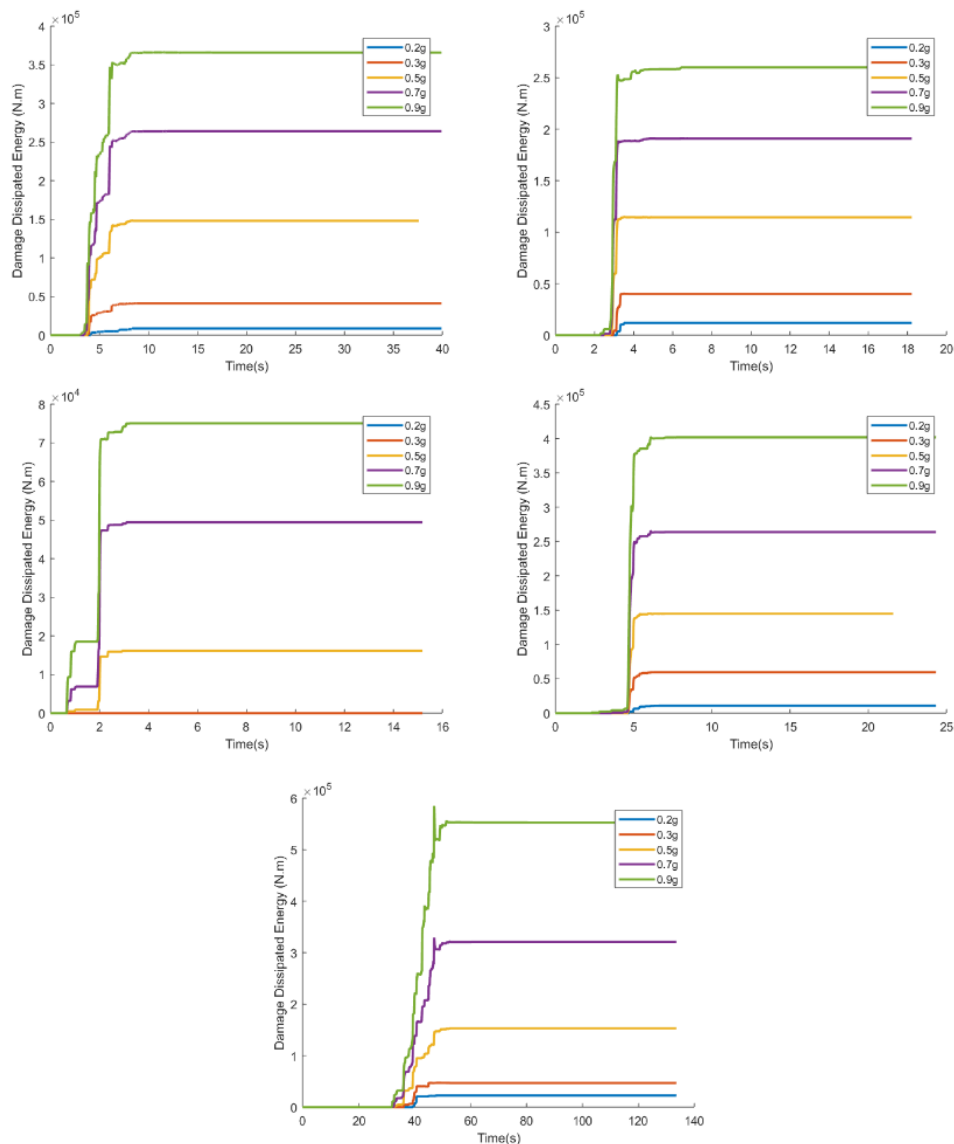 ×10⁵
4
3.5
3
2.5
2
1.5
1
0.5
0
Damage Dissipated Energy (N.m)
0 5 10 15 20 25 30 35 40
Time(s)
0.2g
0.3g
0.5g
0.7g
0.9g
×10⁵
3
2.5
2
1.5
1
0.5
0
Damage Dissipated Energy (N.m)
0 2 4 6 8 10 12 14 16 18 20
Time(s)
0.2g
0.3g
0.5g
0.7g
0.9g
×10⁴
8
7
6
5
4
3
2
1
0
Damage Dissipated Energy (N.m)
0 2 4 6 8 10 12 14 16
Time(s)
0.2g
0.3g
0.5g
0.7g
0.9g
×10⁵
4.5
4
3.5
3
2.5
2
1.5
1
0.5
0
Damage Dissipated Energy (N.m)
0 5 10 15 20 25
Time(s)
0.2g
0.3g
0.5g
0.7g
0.9g
×10⁵
6
5
4
3
2
1
0
Damage Dissipated Energy (N.m)
0 20 40 60 80 100 120 140
Time(s)
0.2g
0.3g
0.5g
0.7g
0.9g